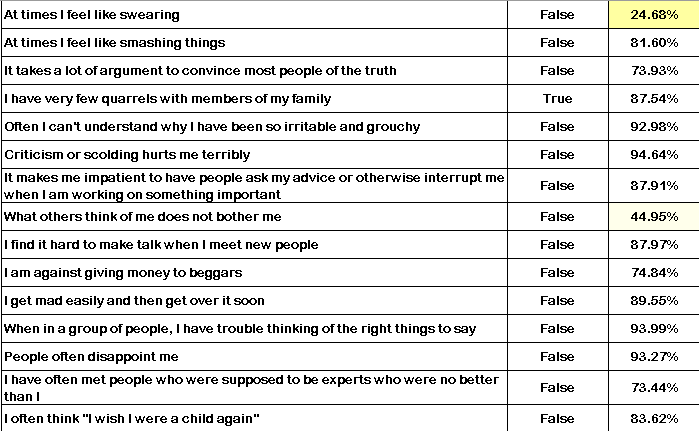 At times I feel like swearing False 24.68%
At times I feel like smashing things False 81.60%
It takes a lot of argument to convince most people of the truth False 73.93%
I have very few quarrels with members of my family True 87.54%
Often I can't understand why I have been so irritable and grouchy False 92.98%
Criticism or scolding hurts me terribly False 94.64%
It makes me impatient to have people ask my advice or otherwise interrupt me
when I am working on something important False 87.91%
What others think of me does not bother me False 44.95%
I find it hard to make talk when I meet new people False 87.97%
I am against giving money to beggars False 74.84%
I get mad easily and then get over it soon False 89.55%
When in a group of people, I have trouble thinking of the right things to say False 93.99%
People often disappoint me False 93.27%
I have often met people who were supposed to be experts who were no better
than I False 73.44%
I often think "I wish I were a child again" False 83.62%